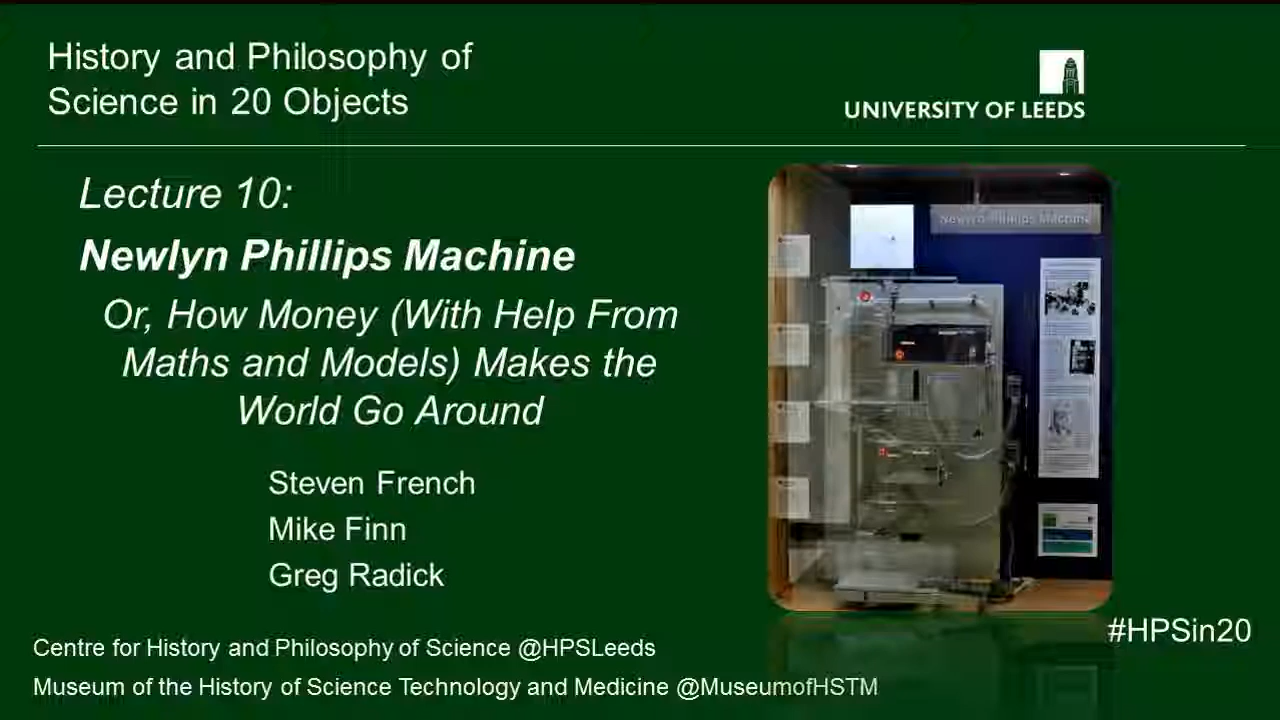 History and Philosophy of
Science in 20 Objects
UNIVERSITY OF LEEDS
Lecture 10:
Newlyn Phillips Machine
Or, How Money (With Help From
Maths and Models) Makes the
World Go Around
Steven French
Mike Finn
Greg Radick
Newlyn Phillips Machine
#HPSin20
Centre for History and Philosophy of Science @HPSLeeds
Museum of the History of Science Technology and Medicine @MuseumofHSTM